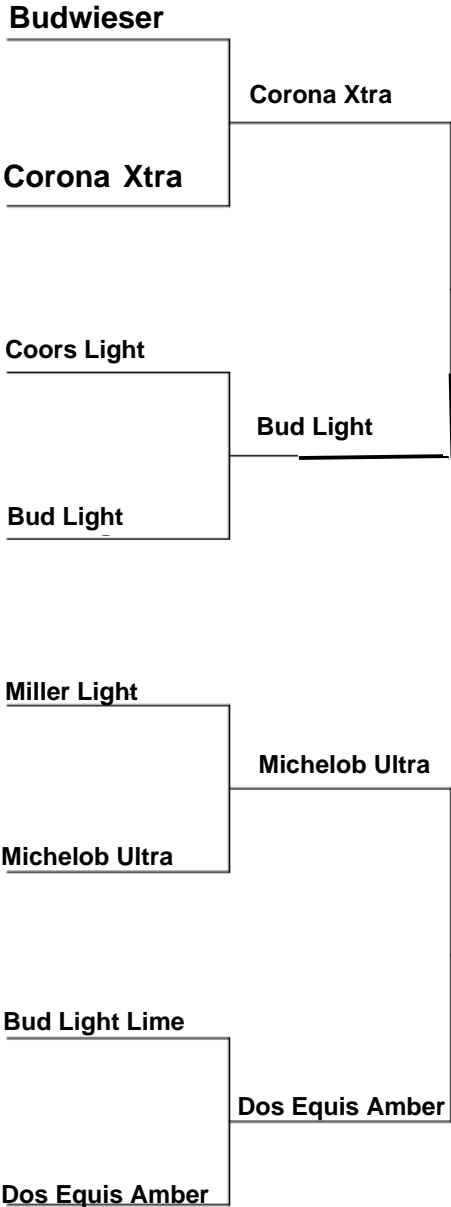 Budwieser
Corona Xtra
Corona Xtra
Coors Light
Bud Light
Bud Light
Miller Light
Michelob Ultra
Michelob Ultra
Bud Light Lime
Dos Equis Amber
Dos Equis Amber